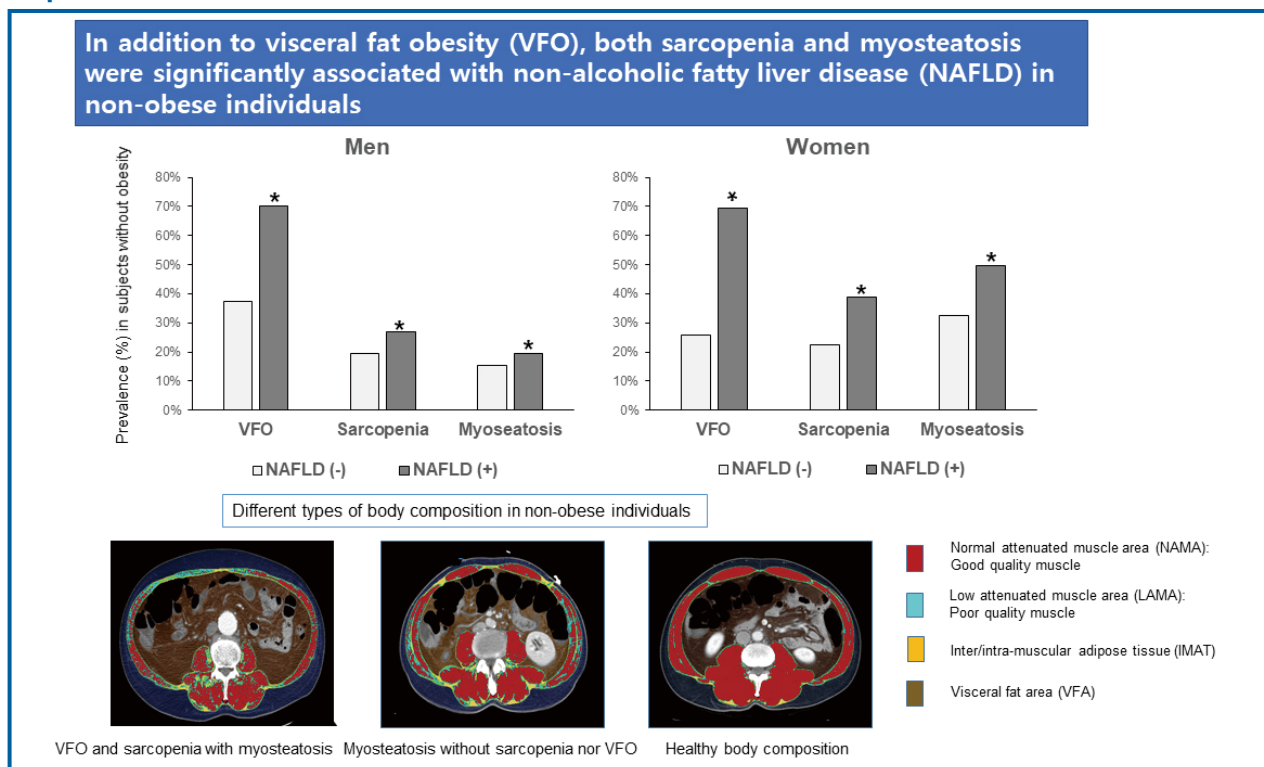 In addition to visceral fat obesity (VFO), both sarcopenia and myosteatosis
were significantly associated with non-alcoholic fatty liver disease (NAFLD) in
non-obese individuals
Men
Prevalence (%) in subjects without obesity
80%
70%
60%
50%
40%
30%
20%
10%
0%
*
*
*
VFO
Sarcopenia
Myoseatosis
NAFLD (-)
NAFLD (+)
Women
80%
70%
60%
50%
40%
30%
20%
10%
0%
*
*
*
VFO
Sarcopenia
Myoseatosis
NAFLD (-)
NAFLD (+)
Different types of body composition in non-obese individuals
VFO and sarcopenia with myosteatosis
Myosteatosis without sarcopenia nor VFO
Healthy body composition
Normal attenuated muscle area (NAMA):
Good quality muscle
Low attenuated muscle area (LAMA):
Poor quality muscle
Inter/intra-muscular adipose tissue (IMAT)
Visceral fat area (VFA)